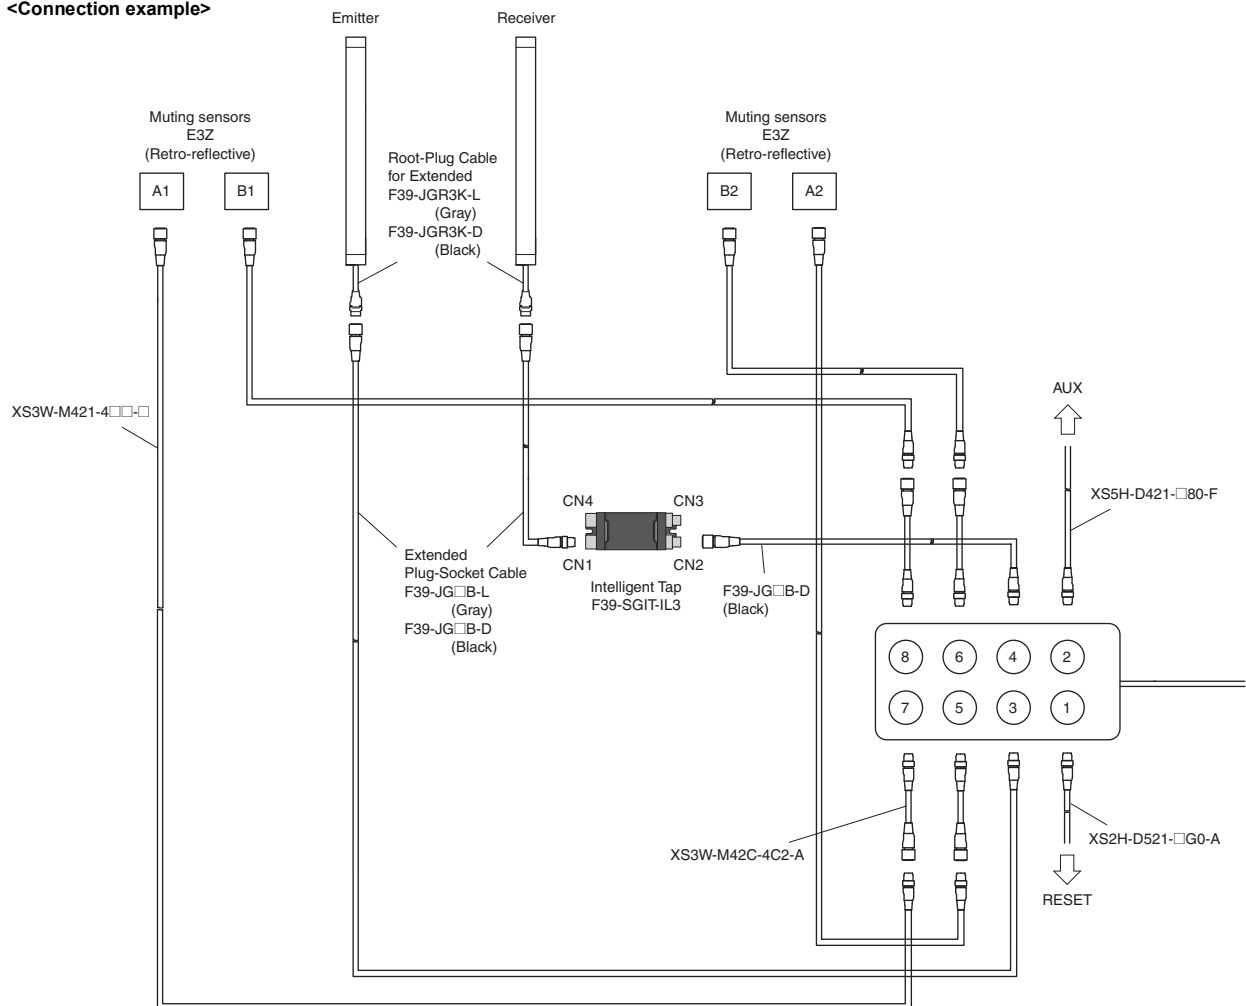 <Connection example>
Emitter
Receiver
Muting sensors
E3Z
(Retro-reflective)
A1
B1
Root-Plug Cable
for Extended
F39-JGR3K-L
(Gray)
F39-JGR3K-D
(Black)
Muting sensors
E3Z
(Retro-reflective)
B2
A2
XS3W-M421-4□□-□
AUX
XS5H-D421-□80-F
CN4
CN3
CN1
CN2
Intelligent Tap
F39-SGIT-IL3
Extended
Plug-Socket Cable
F39-JG□B-L
(Gray)
F39-JG□B-D
(Black)
F39-JG□B-D
(Black)
8
6
4
2
7
5
3
1
XS3W-M42C-4C2-A
XS2H-D521-□G0-A
RESET